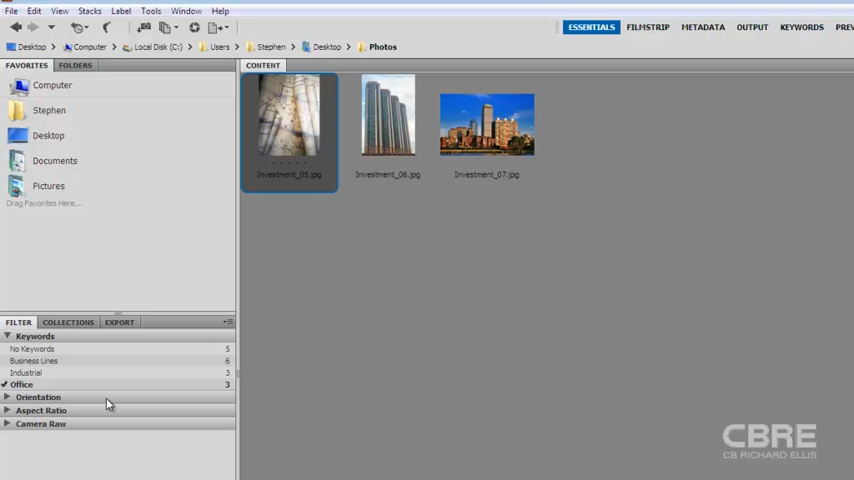 File Edit View Stacks Label Tools Window Help
ESSENTIALS FILMSTRIP METADATA OUTPUT KEYWORDS PREV
Desktop Computer Local Disk (C:) Users Stephen Desktop Photos
FAVORITES FOLDERS
CONTENT
Computer
Stephen
Desktop
Documents
Pictures
Drag Favorites Here...
Investment_05.jpg Investment_06.jpg Investment_07.jpg
FILTER COLLECTIONS EXPORT
Keywords
No Keywords 5
Business Lines 6
Industrial 3
Office 3
Orientation
Aspect Ratio
Camera Raw
CBRE
CB RICHARD ELLIS